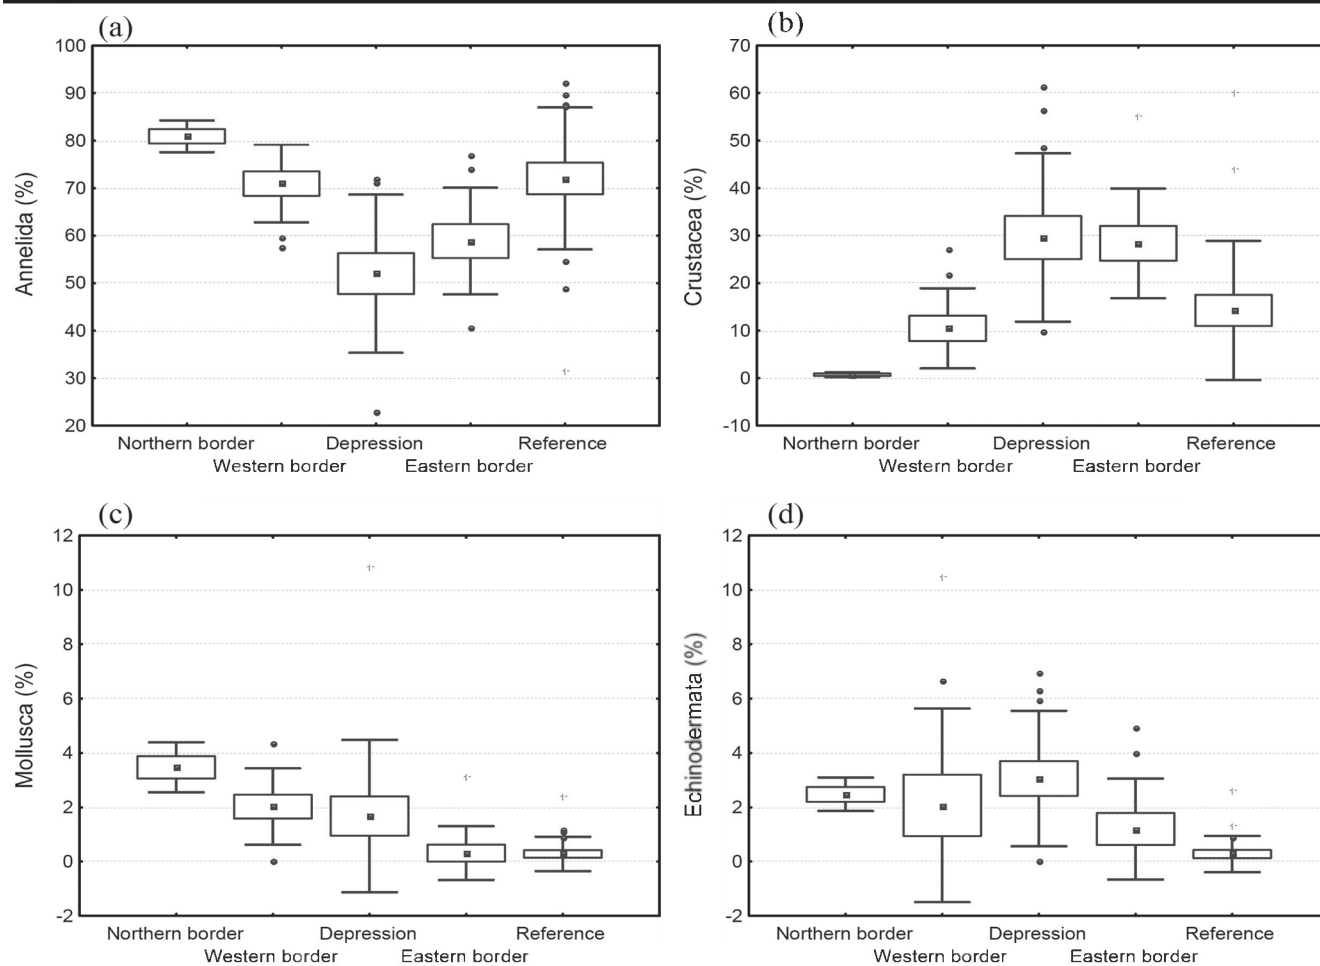 (a)
100
90
80
70
60
50
40
30
20
Annelida (%)
Northern border
Depression
Reference
Western border
Eastern border
(b)
70
60
50
40
30
20
10
0
-10
Crustacea (%)
Northern border
Depression
Reference
Western border
Eastern border
(c)
12
10
8
6
4
2
0
-2
Mollusca (%)
Northern border
Depression
Reference
Western border
Eastern border
(d)
12
10
8
6
4
2
0
-2
Echinodermata (%)
Northern border
Depression
Reference
Western border
Eastern border